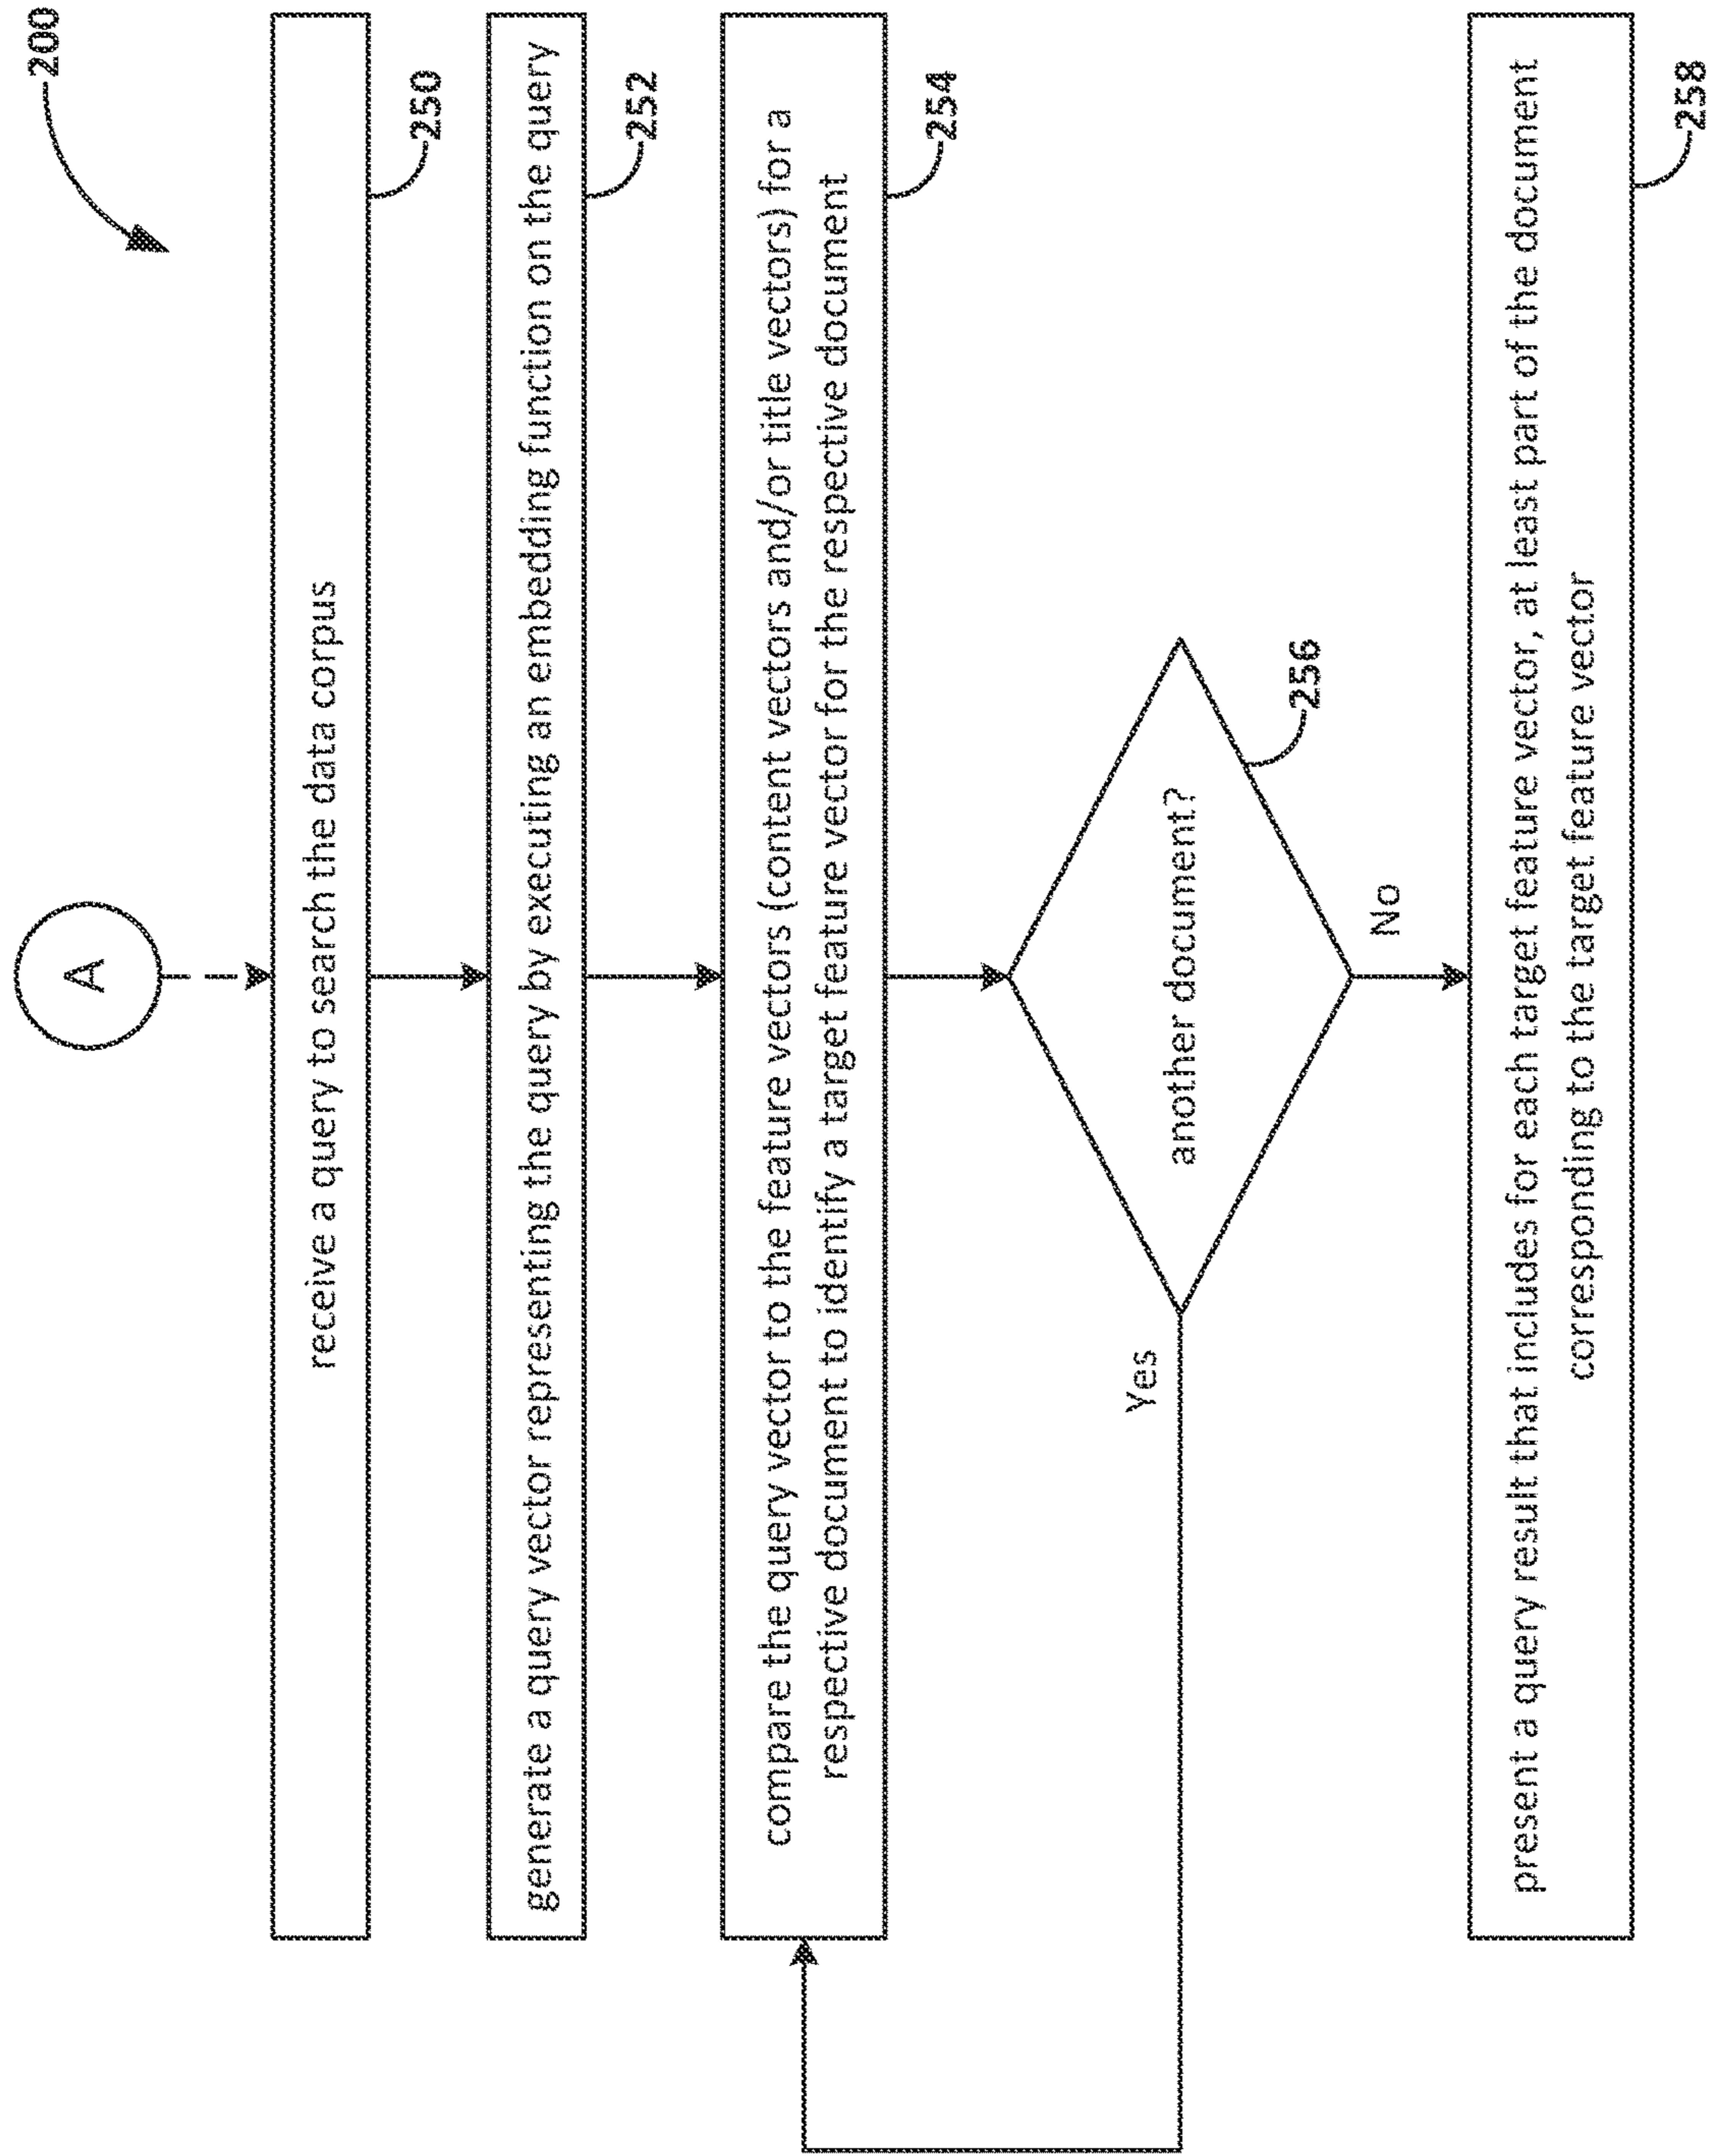 200
A
receive a query to search the data corpus
250
generate a query vector representing the query by executing an embedding function on the query
252
compare the query vector to the feature vectors (content vectors and/or title vectors) for a
respective document to identify a target feature vector for the respective document
254
another document?
256
Yes
No
present a query result that includes for each target feature vector, at least part of the document
corresponding to the target feature vector
258